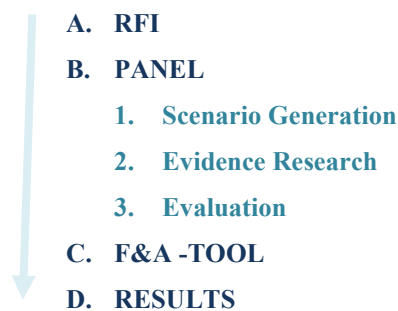 A. RFI
B. PANEL
1. Scenario Generation
2. Evidence Research
3. Evaluation
C. F&A -TOOL
D. RESULTS